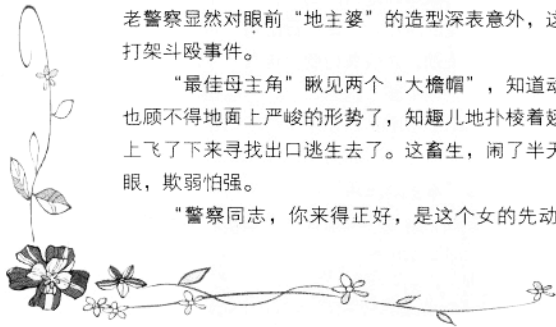 老警察显然对眼前“地主婆”的造型深表意外，这
打架斗殴事件。
“最佳母主角”瞅见两个“大檐帽”，知道动
也顾不得地面上严峻的形势了，知趣儿地扑棱着翅
上飞了下来寻找出口逃生去了。这畜生，闹了半天
眼，欺弱怕强。
“警察同志，你来得正好，是这个女的先动